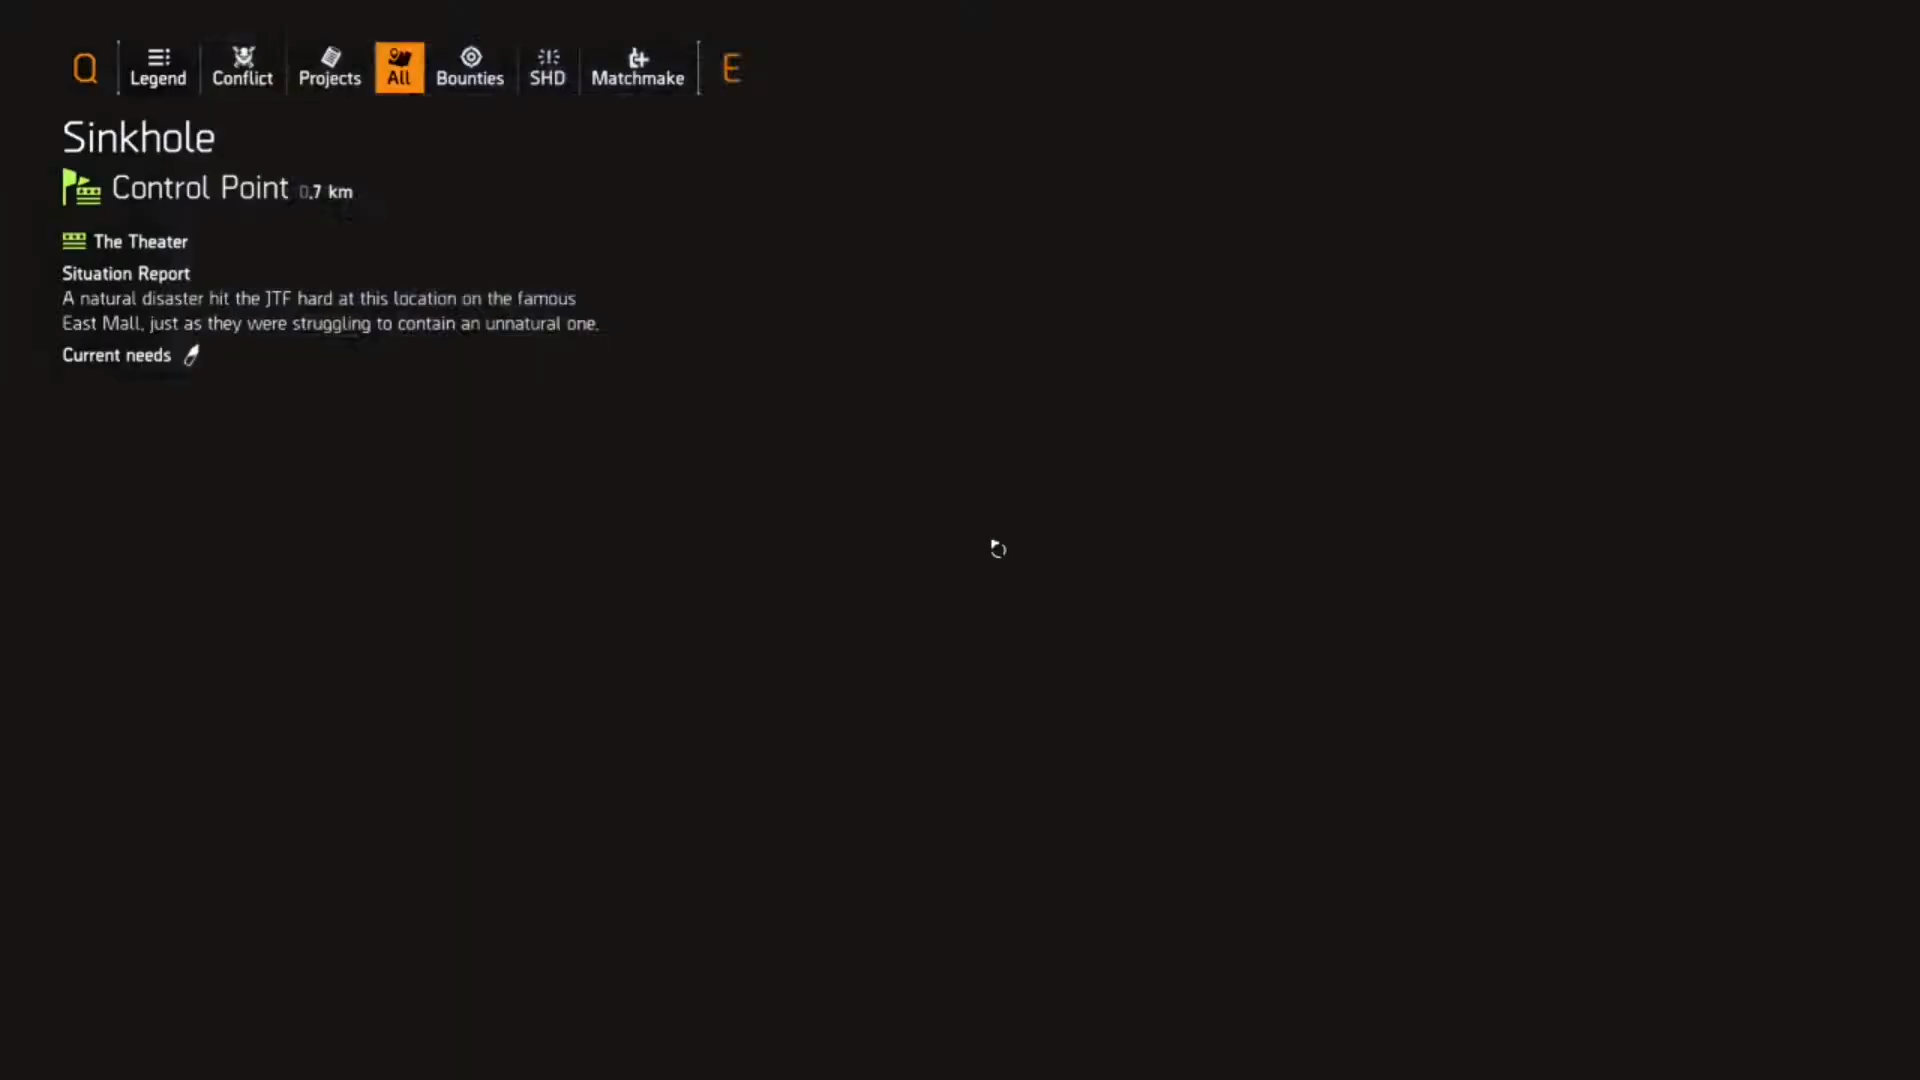 Q Legend Conflict Projects All Bounties SHD Matchmake E
Sinkhole
Control Point 0.7 km
The Theater
Situation Report
A natural disaster hit the JTF hard at this location on the famous
East Mall, just as they were struggling to contain an unnatural one.
Current needs